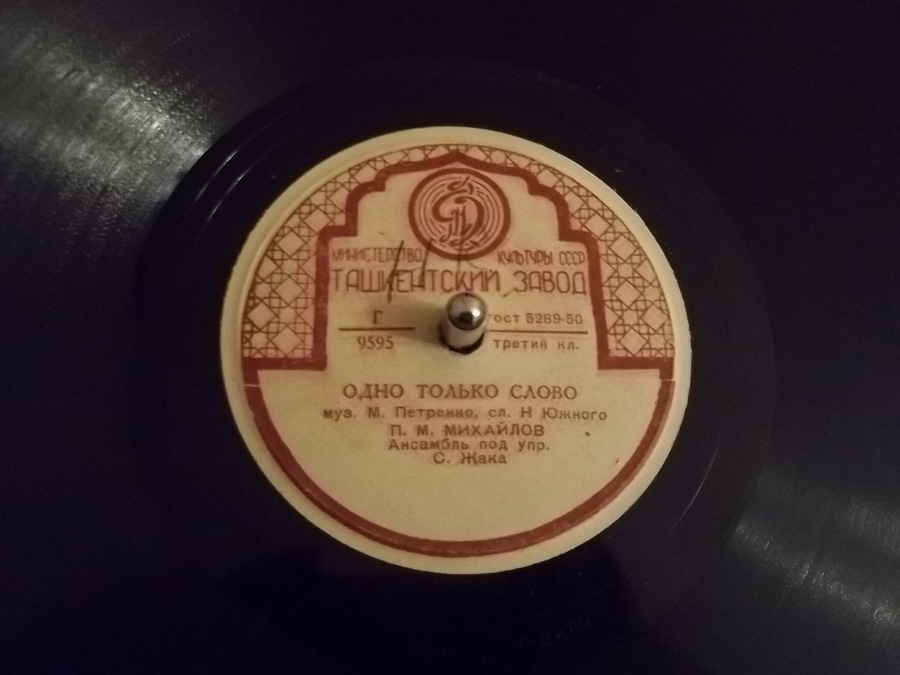 МИНИСТЕРСТВО КУЛЬТУРЫ СССР
ТАШКЕНТСКИЙ ЗАВОД
Г
9595
гост 5289-50
третий кл.
ОДНО ТОЛЬКО СЛОВО
муз. М. Петренко, сл. Н Южного
П. М. МИХАЙЛОВ
Ансамбль под упр.
С. Жака